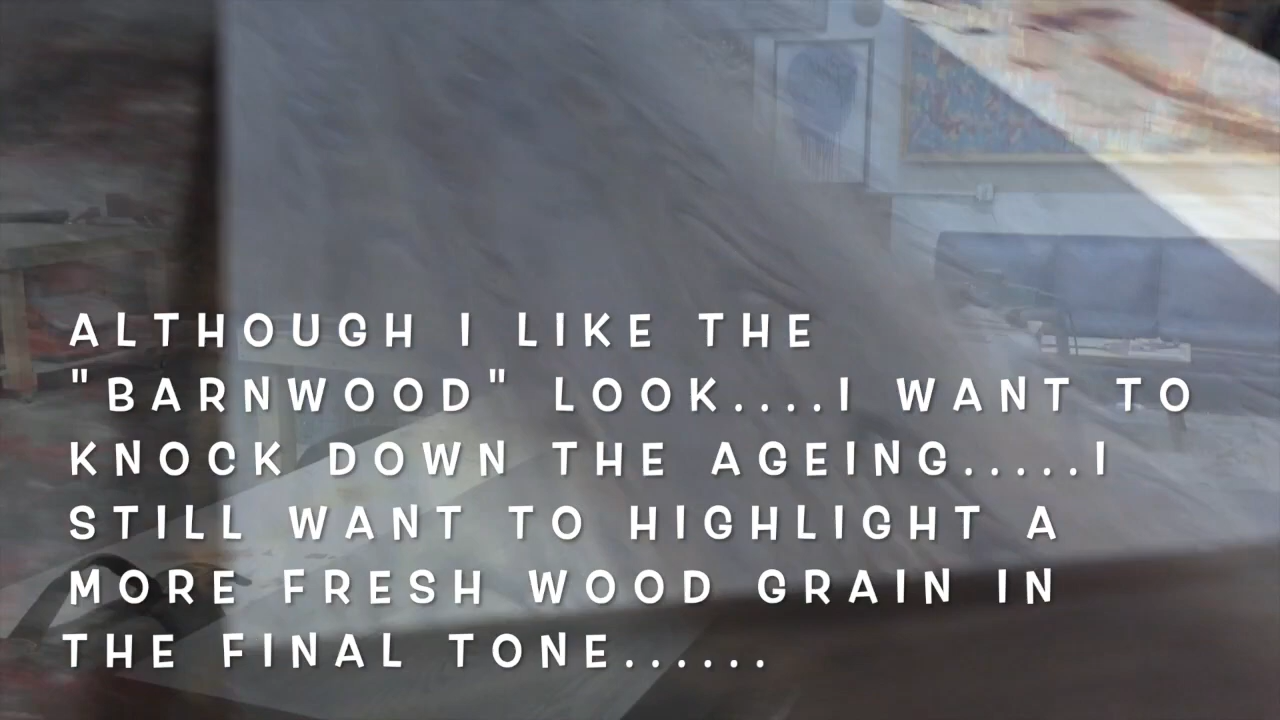 ALTHOUGH I LIKE THE
"BARNWOOD" LOOK....I WANT TO
KNOCK DOWN THE AGEING.....I
STILL WANT TO HIGHLIGHT A
MORE FRESH WOOD GRAIN IN
THE FINAL TONE......